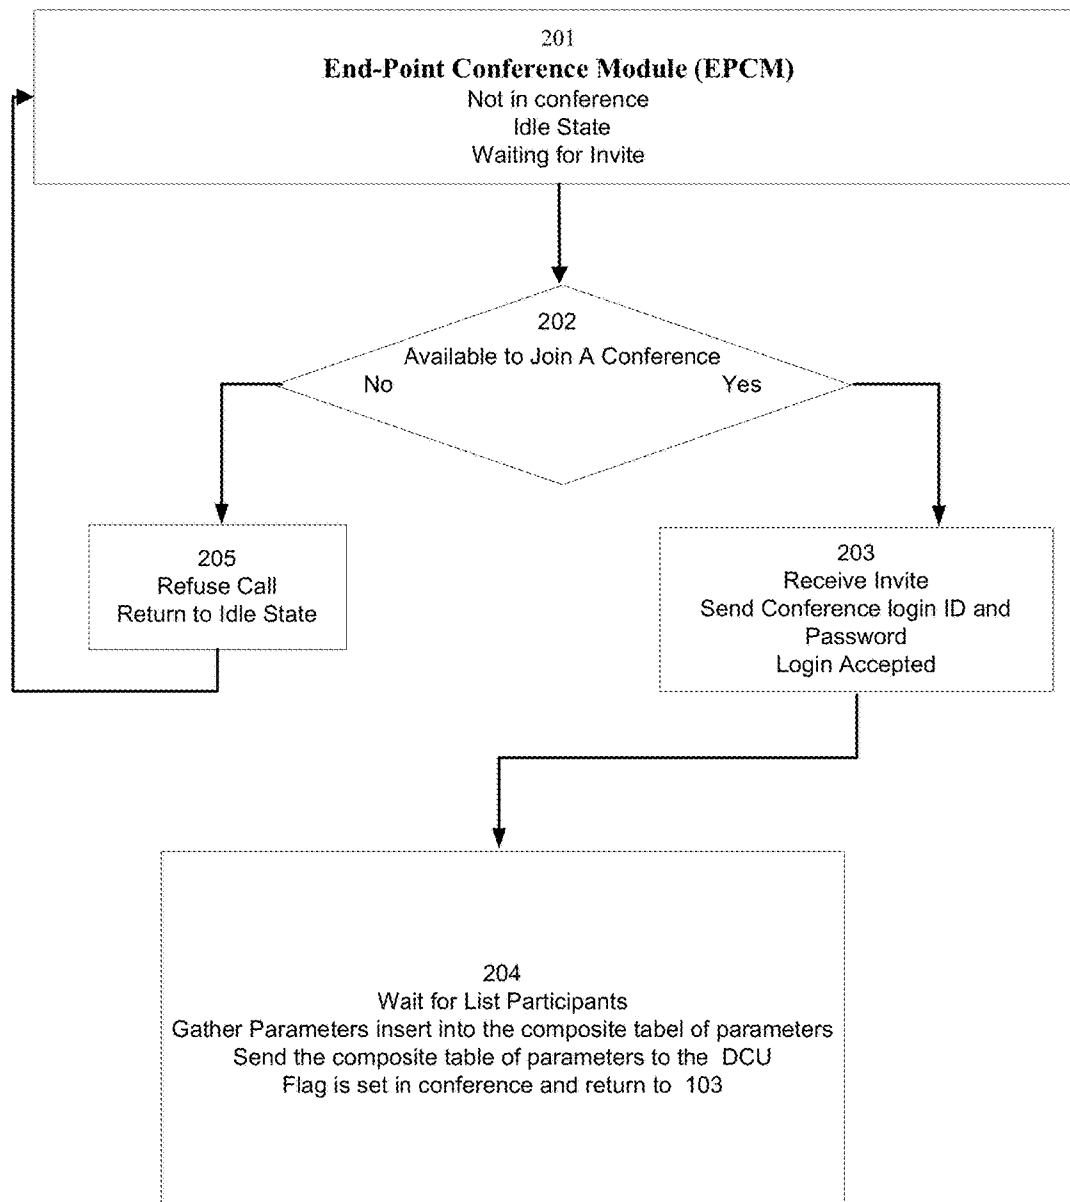 201
End-Point Conference Module (EPCM)
Not in conference
Idle State
Waiting for Invite
202
Available to Join A Conference
No
Yes
205
Refuse Call
Return to Idle State
203
Receive Invite
Send Conference login ID and
Password
Login Accepted
204
Wait for List Participants
Gather Parameters insert into the composite tabel of parameters
Send the composite table of parameters to the DCU
Flag is set in conference and return to 103